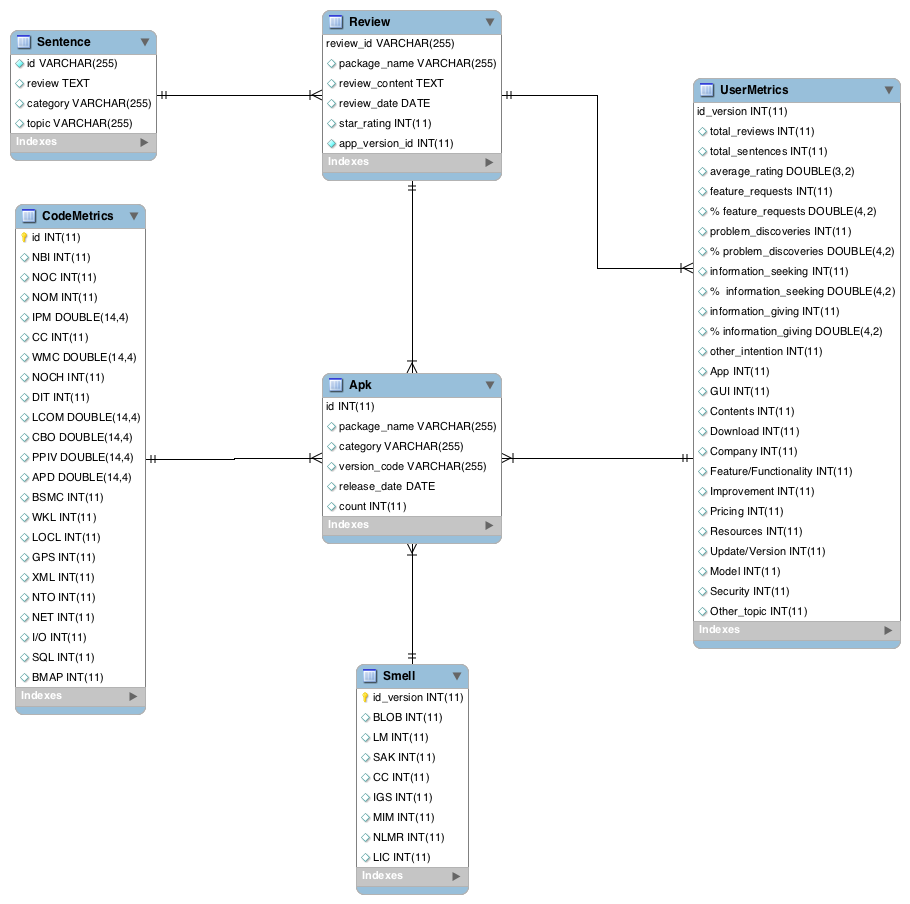 Sentence
id VARCHAR(255)
review TEXT
category VARCHAR(255)
topic VARCHAR(255)
Indexes
Review
review_id VARCHAR(255)
package_name VARCHAR(255)
review_content TEXT
review_date DATE
star_rating INT(11)
app_version_id INT(11)
Indexes
UserMetrics
id_version INT(11)
total_reviews INT(11)
total_sentences INT(11)
average_rating DOUBLE(3,2)
feature_requests INT(11)
% feature_requests DOUBLE(4,2)
problem_discoveries INT(11)
% problem_discoveries DOUBLE(4,2)
information_seeking INT(11)
% information_seeking DOUBLE(4,2)
information_giving INT(11)
% information_giving DOUBLE(4,2)
other_intention INT(11)
App INT(11)
GUI INT(11)
Contents INT(11)
Download INT(11)
Company INT(11)
Feature/Functionality INT(11)
Improvement INT(11)
Pricing INT(11)
Resources INT(11)
Update/Version INT(11)
Model INT(11)
Security INT(11)
Other_topic INT(11)
Indexes
CodeMetrics
id INT(11)
NBI INT(11)
NOC INT(11)
NOM INT(11)
IPM DOUBLE(14,4)
CC INT(11)
WMC DOUBLE(14,4)
NOCH INT(11)
DIT INT(11)
LCOM DOUBLE(14,4)
CBO DOUBLE(14,4)
PPIV DOUBLE(14,4)
APD DOUBLE(14,4)
BSMC INT(11)
WKL INT(11)
LOCL INT(11)
GPS INT(11)
XML INT(11)
NTO INT(11)
NET INT(11)
I/O INT(11)
SQL INT(11)
BMAP INT(11)
Indexes
Apk
id INT(11)
package_name VARCHAR(255)
category VARCHAR(255)
version_code VARCHAR(255)
release_date DATE
count INT(11)
Indexes
Smell
id_version INT(11)
BLOB INT(11)
LM INT(11)
SAK INT(11)
CC INT(11)
IGS INT(11)
MIM INT(11)
NLMR INT(11)
LIC INT(11)
Indexes